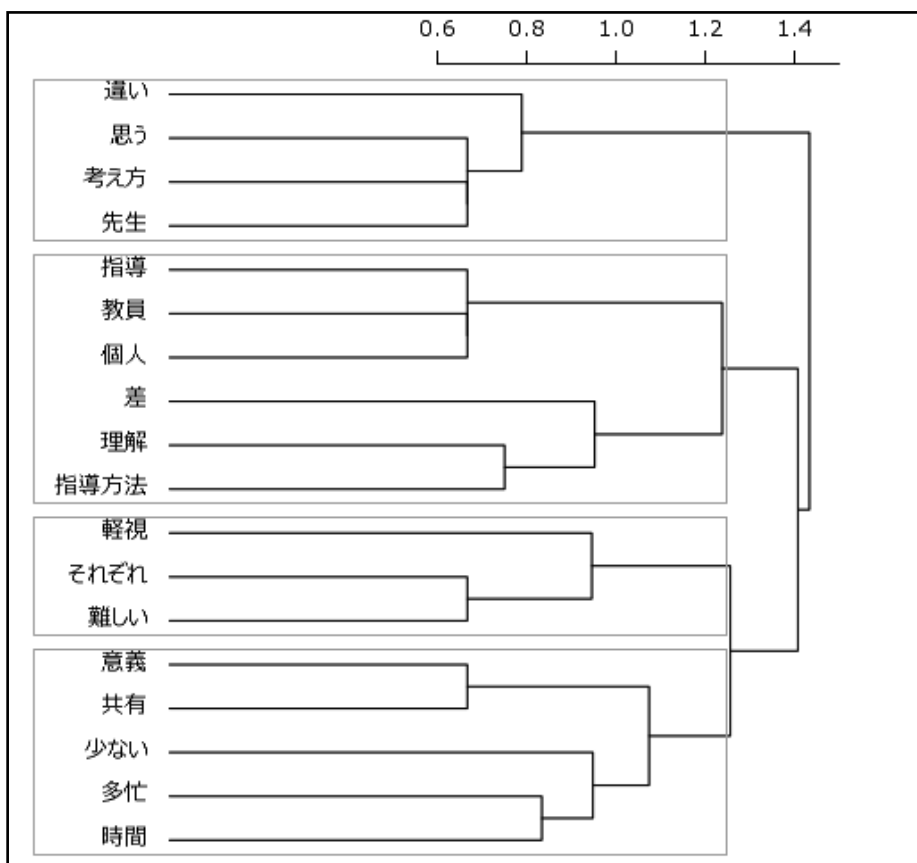 0.6 0.8 1.0 1.2 1.4
違い
思う
考え方
先生
指導
教員
個人
差
理解
指導方法
軽視
それぞれ
難しい
意義
共有
少ない
多忙
時間